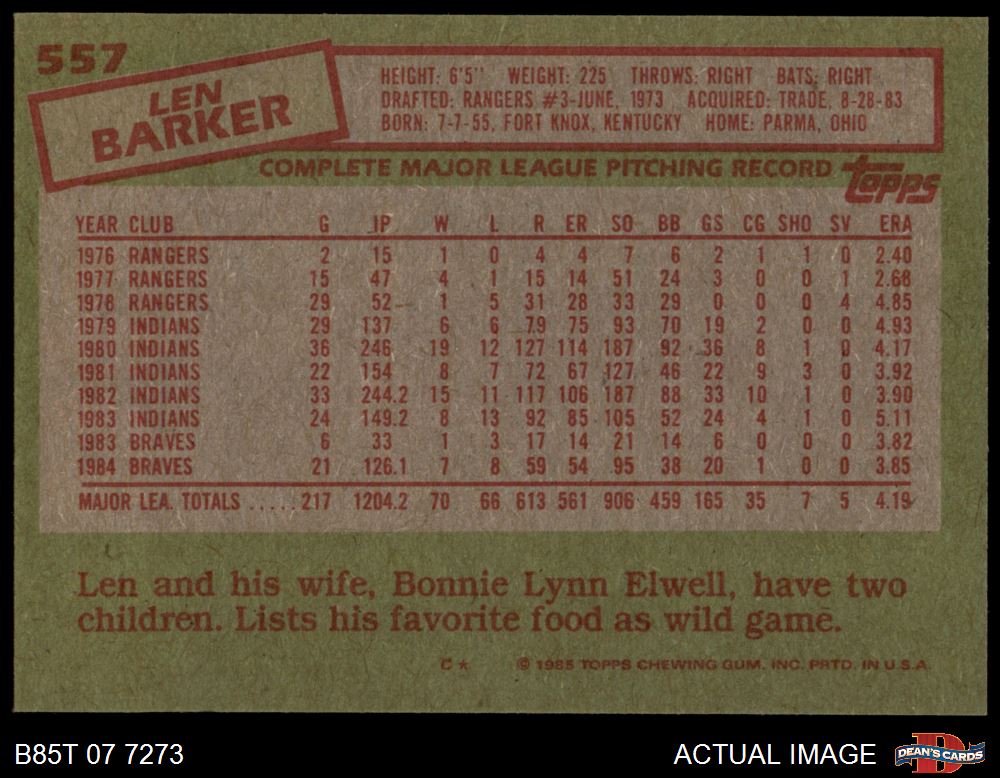 557
LEN
BARKER
HEIGHT: 6'5" WEIGHT: 225 THROWS: RIGHT BATS: RIGHT
DRAFTED: RANGERS #3-JUNE, 1973 ACQUIRED: TRADE, 8-28-83
BORN: 7-7-55, FORT KNOX, KENTUCKY HOME: PARMA, OHIO
COMPLETE MAJOR LEAGUE PITCHING RECORD
topps
YEAR CLUB G IP W L R ER SO BB GS CG SHO SV ERA
1976 RANGERS 2 15 1 0 4 4 7 6 2 1 1 0 2.40
1977 RANGERS 15 47 4 1 15 14 51 24 3 0 0 1 2.68
1978 RANGERS 29 52 1 5 31 28 33 29 0 0 0 4 4.85
1979 INDIANS 29 137 6 6 79 75 93 70 19 2 0 0 4.93
1980 INDIANS 36 246 19 12 127 114 187 92 36 8 1 0 4.17
1981 INDIANS 22 154 8 7 72 67 127 46 22 9 3 0 3.92
1982 INDIANS 33 244.2 15 11 117 106 187 88 33 10 1 0 3.90
1983 INDIANS 24 149.2 8 13 92 85 105 52 24 4 1 0 5.11
1983 BRAVES 6 33 1 3 17 14 21 14 6 0 0 0 3.82
1984 BRAVES 21 126.1 7 8 59 54 95 38 20 1 0 0 3.85
MAJOR LEA. TOTALS .....217 1204.2 70 66 613 561 906 459 165 35 7 5 4.19
Len and his wife, Bonnie Lynn Elwell, have two
children. Lists his favorite food as wild game.
C * © 1985 TOPPS CHEWING GUM, INC. PRTD. IN U.S.A.
B85T 07 7273 ACTUAL IMAGE DEAN'S CARDS